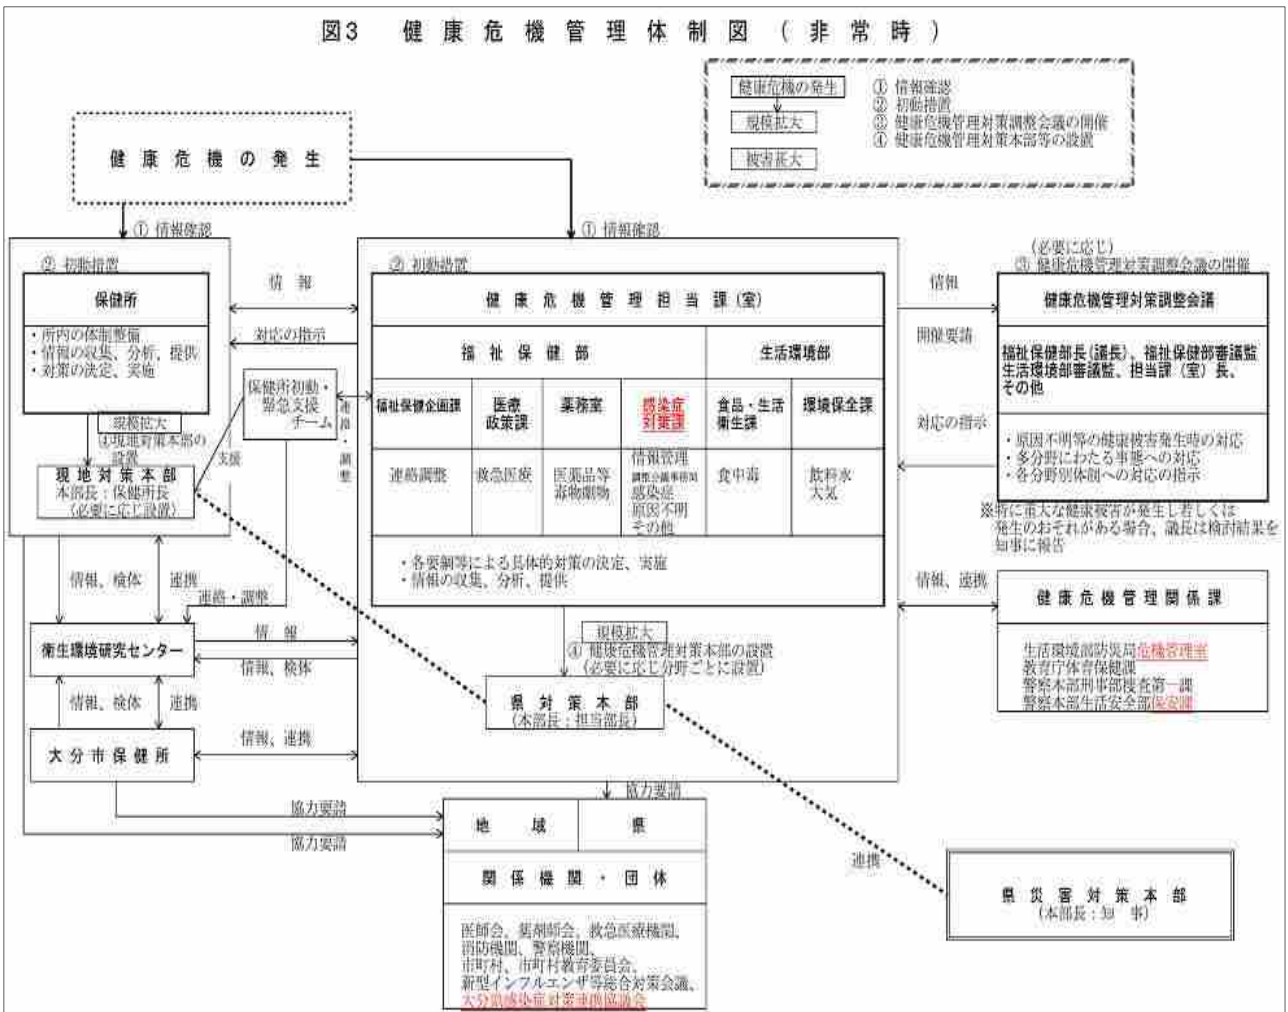 図3 健康危機管理体制図（非常時）
健康危機の発生
規模拡大
被害甚大
① 情報確認
② 初動措置
③ 健康危機管理対策調整会議の開催
④ 健康危機管理対策本部等の設置
健康危機の発生
① 情報確認
① 情報確認
② 初動措置
保健所
・所内の体制整備
・情報の収集、分析、提供
・対策の決定、実施
規模拡大
④現地対策本部の
設置
現地対策本部
本部長：保健所長
（必要に応じ設置）
情報
対応の指示
保健所初動・
緊急支援
チーム
支援
連絡・調整
② 初動措置
健康危機管理担当課（室）
福祉保健部
生活環境部
福祉保健企画課
医療
政策課
薬務室
感染症
対策課
食品・生活
衛生課
環境保全課
連絡調整
救急医療
医薬品等
毒物劇物
情報管理
調整会議事務局
感染症
原因不明
その他
食中毒
飲料水
大気
・各要綱等による具体的対策の決定、実施
・情報の収集、分析、提供
規模拡大
④ 健康危機管理対策本部の設置
（必要に応じ分野ごとに設置）
県対策本部
（本部長：担当部長）
情報
開催要請
対応の指示
（必要に応じ）
③ 健康危機管理対策調整会議の開催
健康危機管理対策調整会議
福祉保健部長（議長）、福祉保健部審議監
生活環境部審議監、担当課（室）長、
その他
・原因不明等の健康被害発生時の対応
・多分野にわたる事態への対応
・各分野別体制への対応の指示
※特に重大な健康被害が発生し若しくは
発生のおそれがある場合、議長は検討結果を
知事に報告
情報、連携
健康危機管理関係課
生活環境部防災局危機管理室
教育庁体育保健課
警察本部刑事部捜査第一課
警察本部生活安全部保安課
情報、検体
連携
連絡・調整
衛生環境研究センター
情報
情報、検体
情報、検体
連携
大分市保健所
情報、連携
協力要請
協力要請
協力要請
地域
県
関係機関・団体
医師会、薬剤師会、救急医療機関、
消防機関、警察機関、
市町村、市町村教育委員会、
新型インフルエンザ等総合対策会議、
大分県感染症対策連携協議会
連携
県災害対策本部
（本部長：知 事）